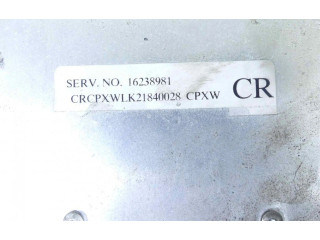 SERV. NO. 16238981
CRCPXWLK21840028 CPXW
CR